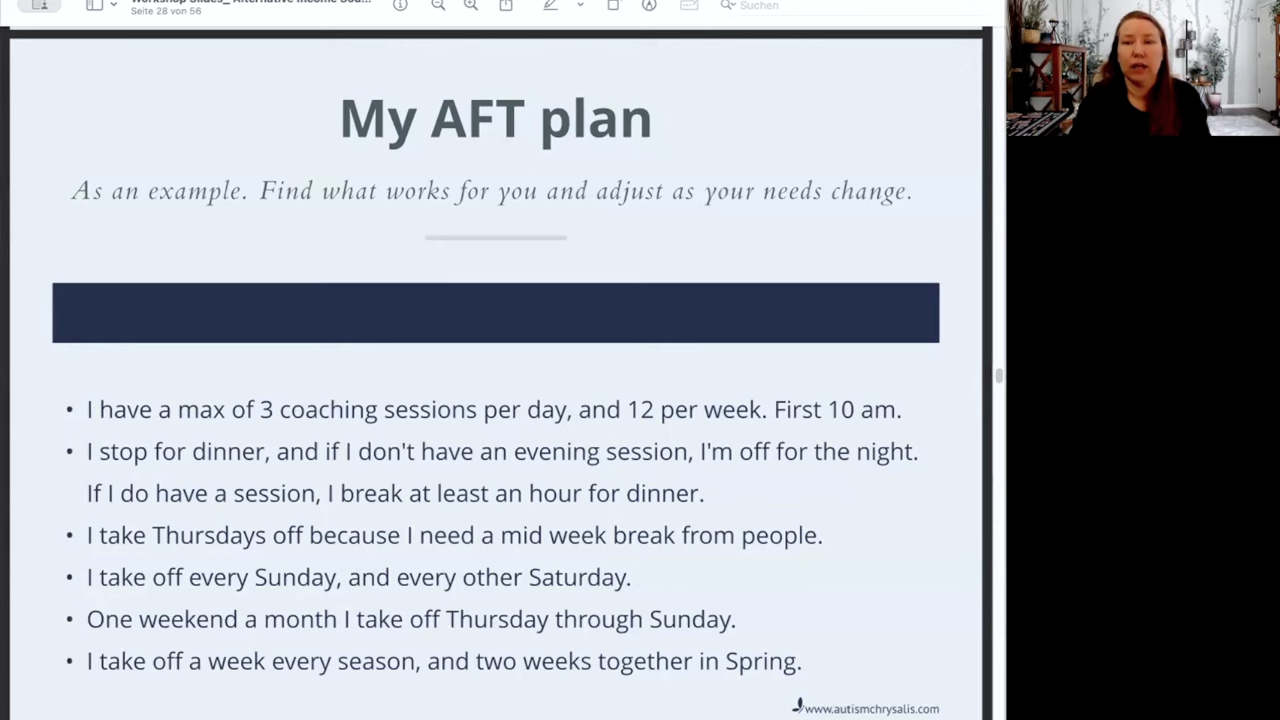 Workshop Slides_ Alternative Income Sou...
Seite 28 von 56
Suchen
My AFT plan
As an example. Find what works for you and adjust as your needs change.
• I have a max of 3 coaching sessions per day, and 12 per week. First 10 am.
• I stop for dinner, and if I don't have an evening session, I'm off for the night.
If I do have a session, I break at least an hour for dinner.
• I take Thursdays off because I need a mid week break from people.
• I take off every Sunday, and every other Saturday.
• One weekend a month I take off Thursday through Sunday.
• I take off a week every season, and two weeks together in Spring.
www.autismchrysalis.com